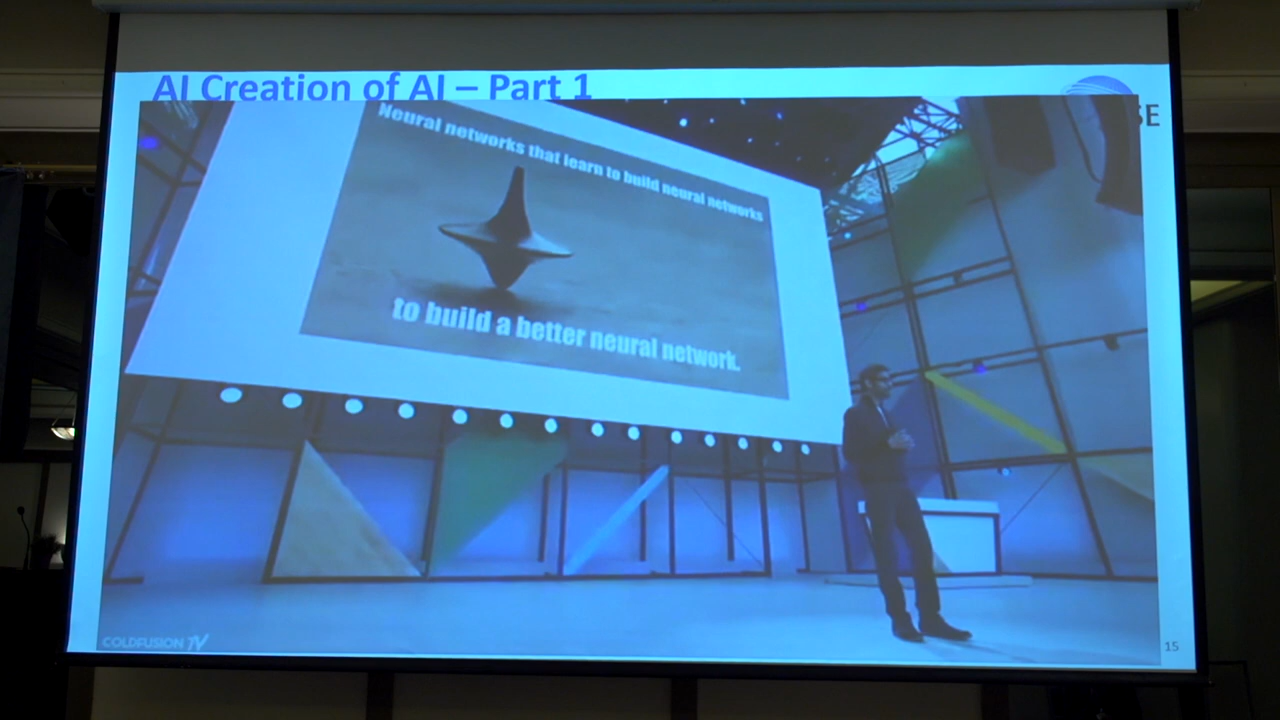 AI Creation of AI – Part 1
SE
Neural networks that learn to build neural networks
to build a better neural network.
COLDFUSION TV
15